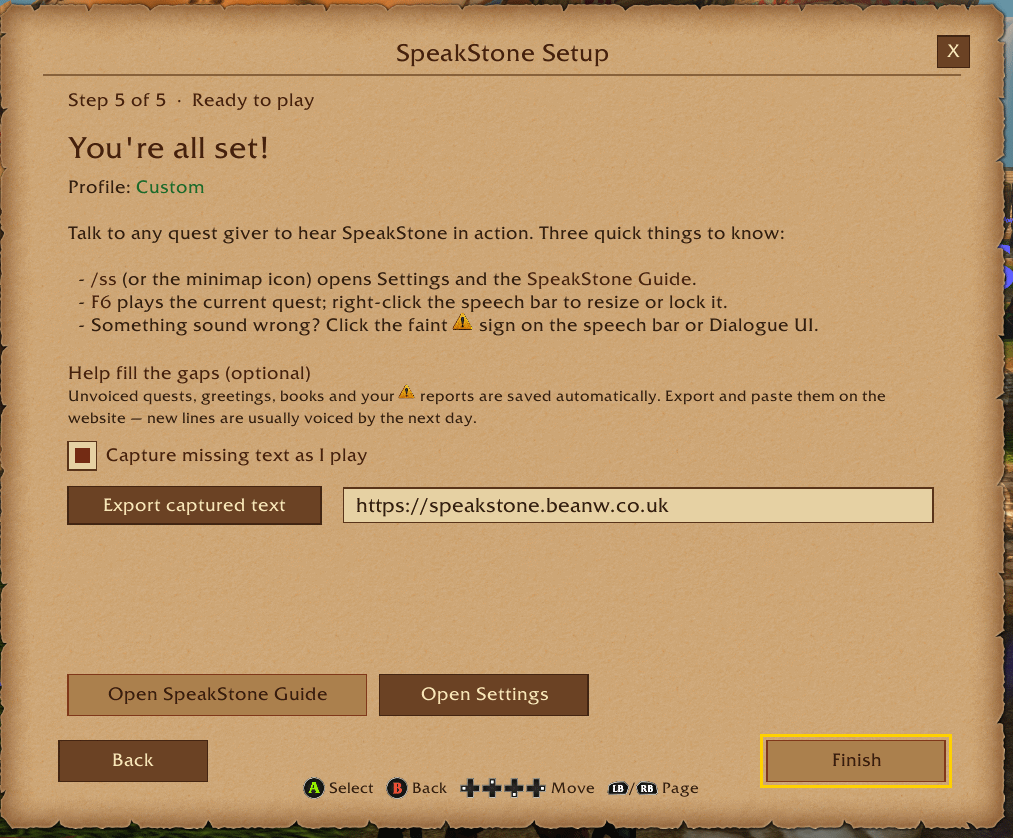 SpeakStone Setup
X
Step 5 of 5 · Ready to play
You're all set!
Profile: Custom
Talk to any quest giver to hear SpeakStone in action. Three quick things to know:
- /ss (or the minimap icon) opens Settings and the SpeakStone Guide.
- F6 plays the current quest; right-click the speech bar to resize or lock it.
- Something sound wrong? Click the faint ! sign on the speech bar or Dialogue UI.
Help fill the gaps (optional)
Unvoiced quests, greetings, books and your ! reports are saved automatically. Export and paste them on the
website — new lines are usually voiced by the next day.
Capture missing text as I play
Export captured text
https://speakstone.beanw.co.uk
Open SpeakStone Guide
Open Settings
Back
Finish
A Select B Back Move LB/RB Page